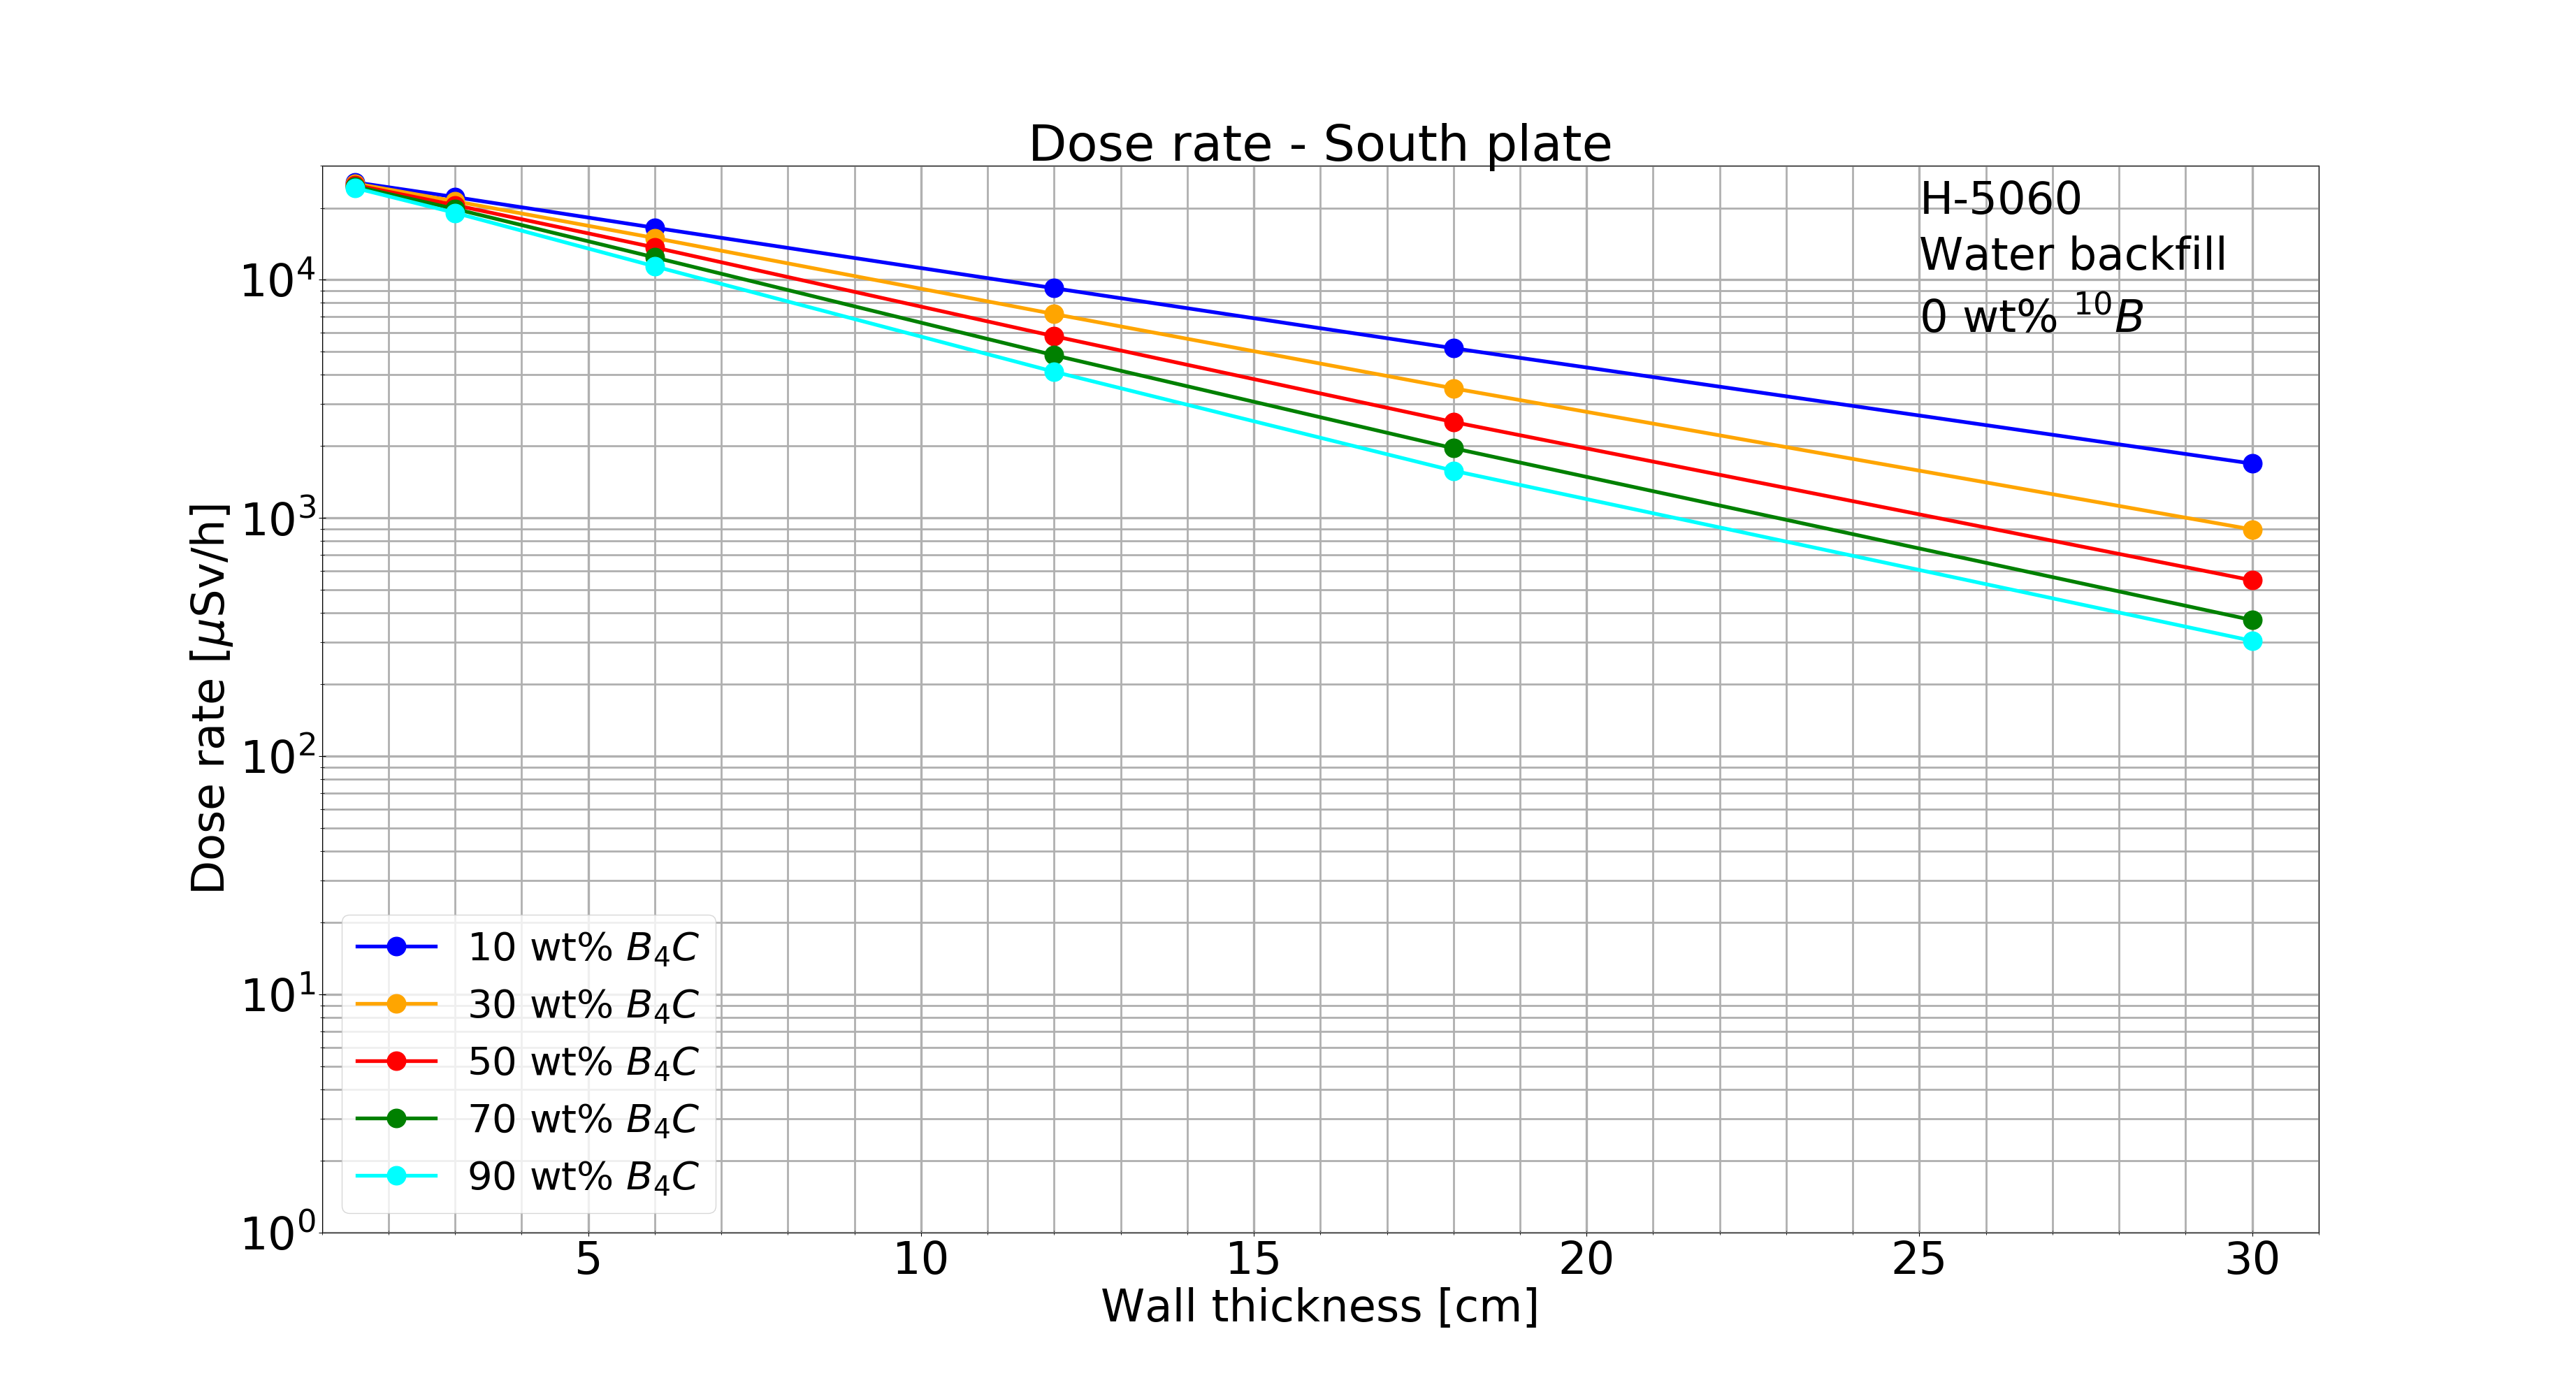 Dose rate - South plate
H-5060
Water backfill
0 wt% ¹⁰B
Dose rate [μSv/h]
10⁴
10³
10²
10¹
10⁰
10 wt% B₄C
30 wt% B₄C
50 wt% B₄C
70 wt% B₄C
90 wt% B₄C
5 10 15 20 25 30
Wall thickness [cm]